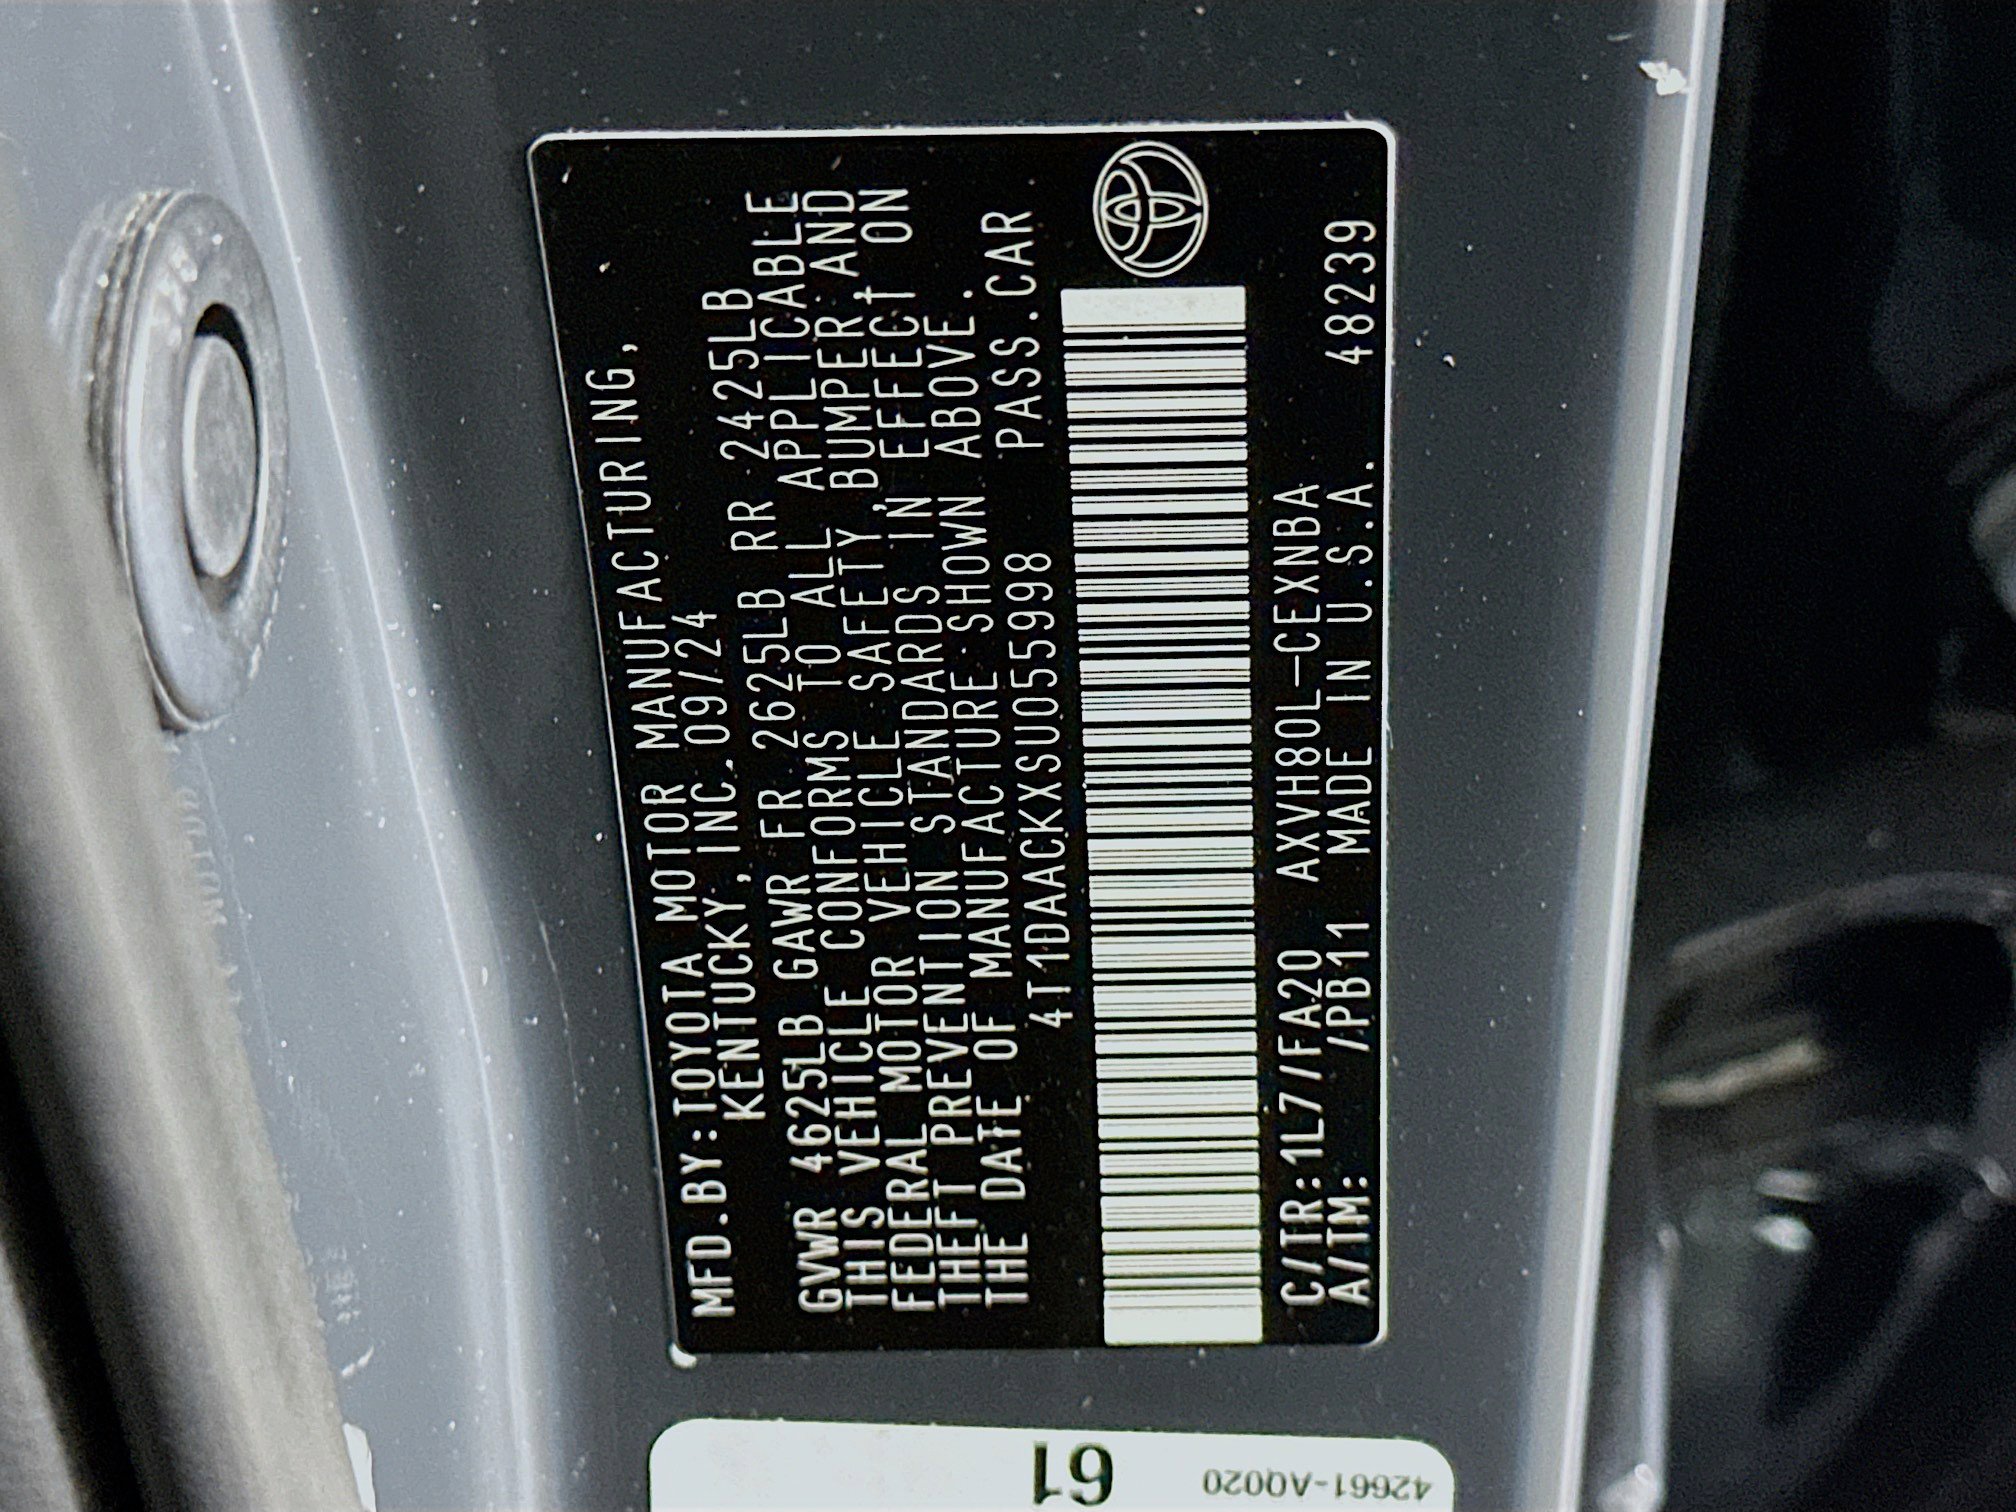 MFD.BY:TOYOTA MOTOR MANUFACTURING,
KENTUCKY, INC. 09/24
GVWR 4625LB GAWR FR 2625LB RR 2425LB
THIS VEHICLE CONFORMS TO ALL APPLICABLE
FEDERAL MOTOR VEHICLE SAFETY,BUMPER,AND
THEFT PREVENTION STANDARDS IN EFFECT ON
THE DATE OF MANUFACTURE SHOWN ABOVE.
4T1DAACKXSU055998 PASS.CAR
C/TR:1L7/FA20 AXVH80L-CEXNBA
A/TM: /PB11 MADE IN U.S.A. 48239
61
42661-AQ020